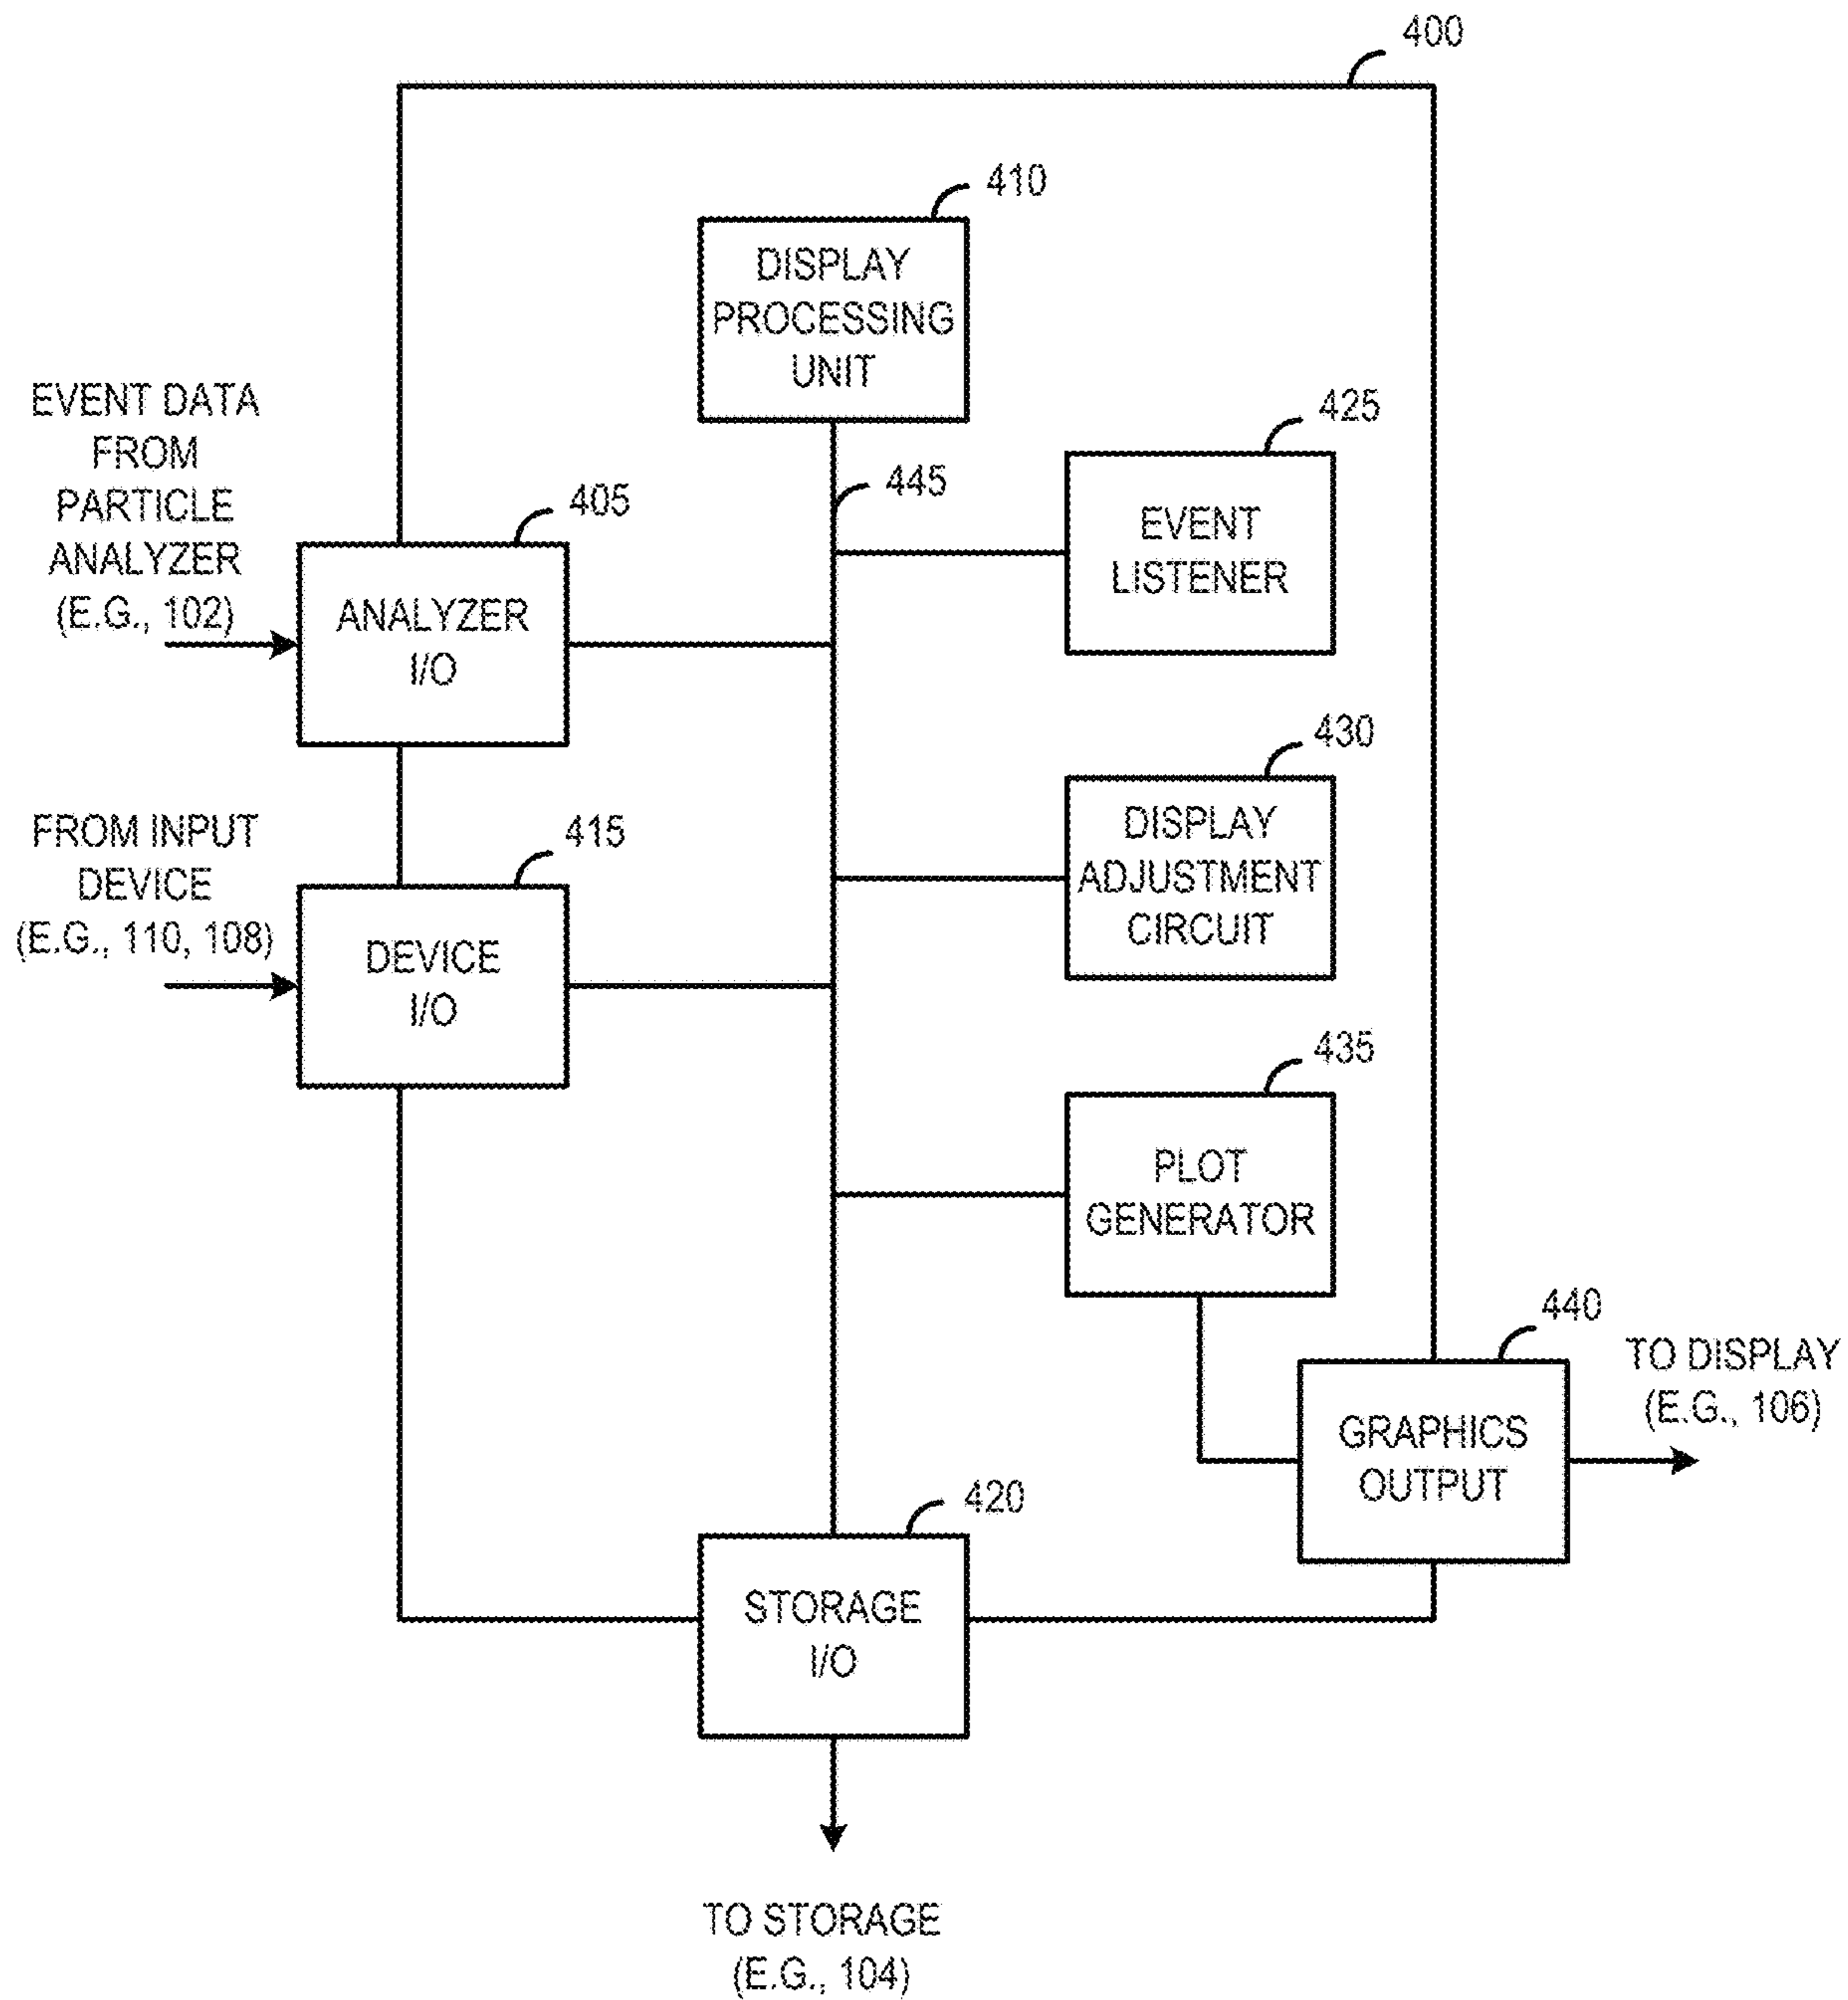 400
410
DISPLAY
PROCESSING
UNIT
EVENT DATA
FROM
PARTICLE
ANALYZER
(E.G., 102)
405
ANALYZER
I/O
445
425
EVENT
LISTENER
430
DISPLAY
ADJUSTMENT
CIRCUIT
FROM INPUT
DEVICE
(E.G., 110, 108)
415
DEVICE
I/O
435
PLOT
GENERATOR
440
GRAPHICS
OUTPUT
TO DISPLAY
(E.G., 106)
420
STORAGE
I/O
TO STORAGE
(E.G., 104)